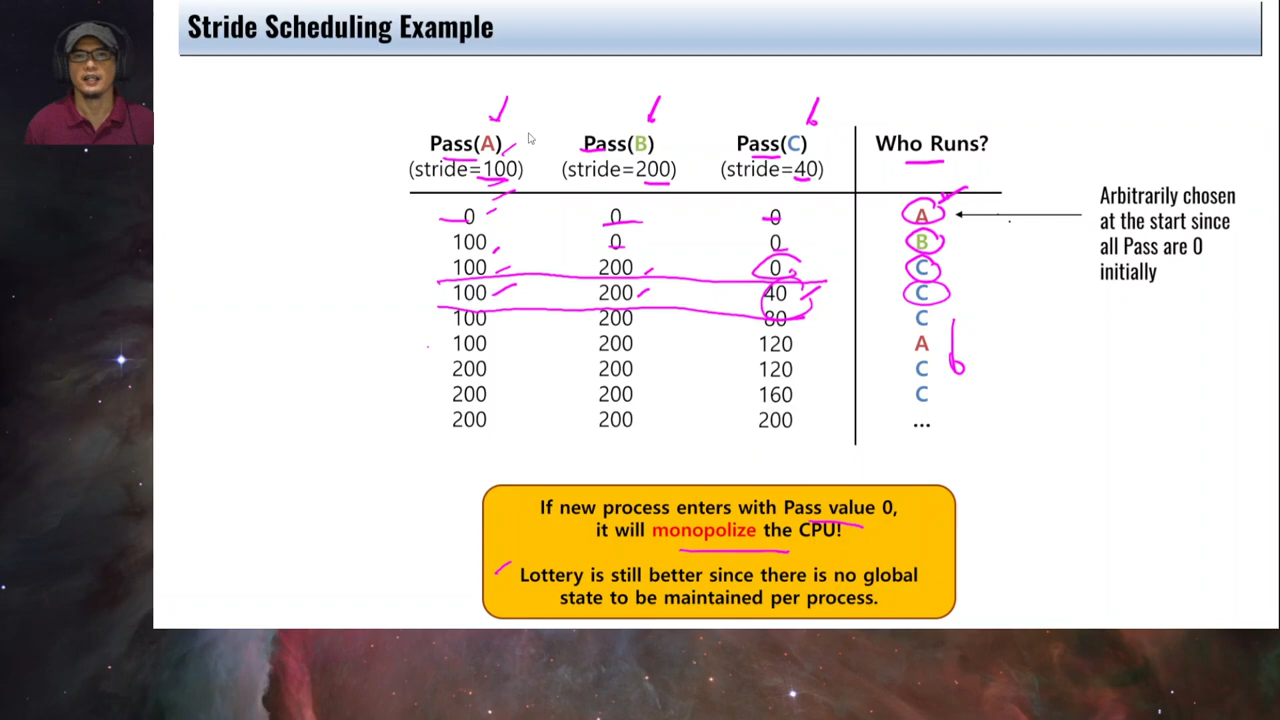 Stride Scheduling Example
Pass(A) Pass(B) Pass(C) Who Runs?
(stride=100) (stride=200) (stride=40)
0 0 0 A
100 0 0 B
100 200 0 C
100 200 40 C
100 200 80 C
100 200 120 A
200 200 120 C
200 200 160 C
200 200 200 ...
Arbitrarily chosen
at the start since
all Pass are 0
initially
If new process enters with Pass value 0,
it will monopolize the CPU!
Lottery is still better since there is no global
state to be maintained per process.